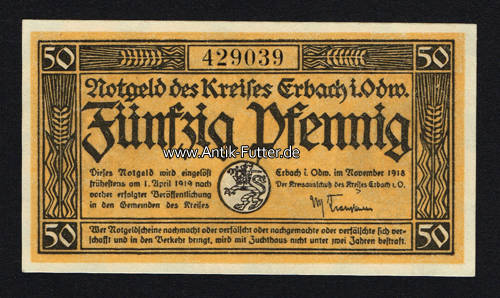 50 429039 50
Notgeld des Kreises Erbach i. Odw.
Fünfzig Pfennig
www.Antik-Futter.de
Dieses Notgeld wird eingelöst
frühestens am 1. April 1919 nach
vorher erfolgter Veröffentlichung
in den Gemeinden des Kreises
Erbach i. Odw. im November 1918
Der Kreisausschuß des Kreises Erbach i. O.
50 50
Wer Notgeldscheine nachmacht oder verfälscht oder nachgemachte oder verfälschte sich ver-
schafft und in den Verkehr bringt, wird mit Zuchthaus nicht unter zwei Jahren bestraft.